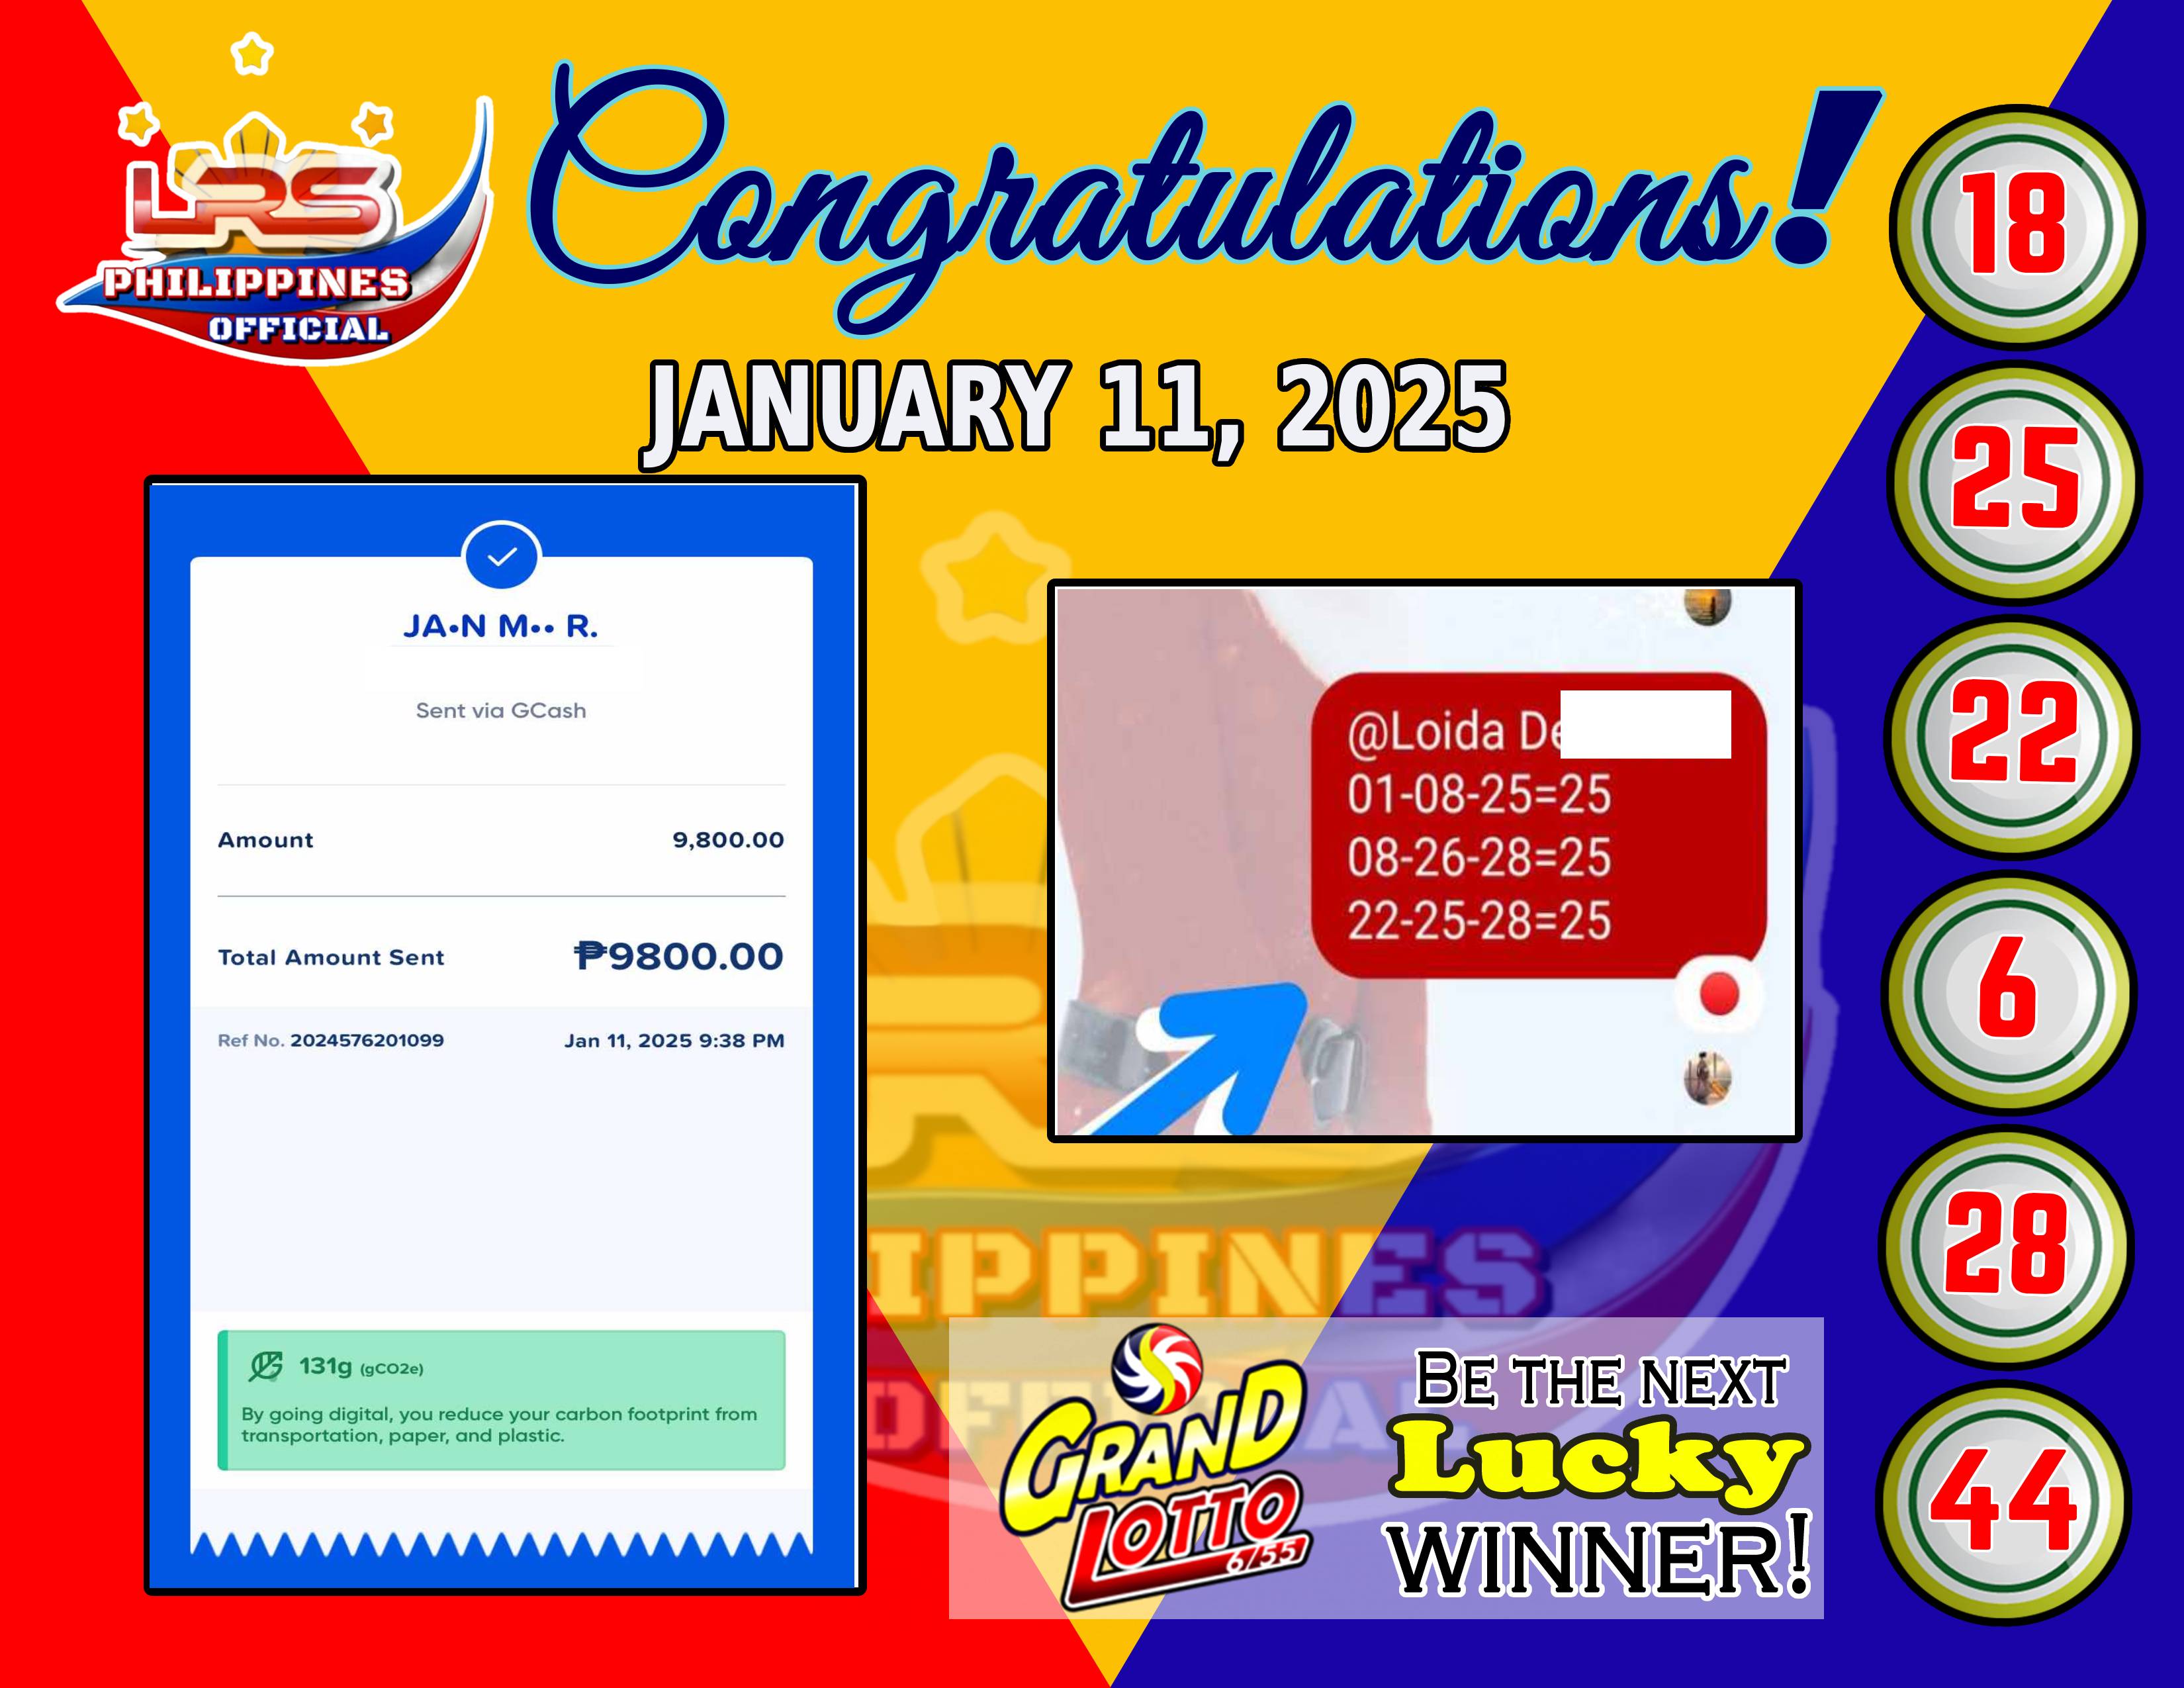 LRS
PHILIPPINES
OFFICIAL
Congratulations!
JANUARY 11, 2025
JA•N M•• R.
Sent via GCash
Amount 9,800.00
Total Amount Sent ₱9800.00
Ref No. 2024576201099 Jan 11, 2025 9:38 PM
131g (gCO2e)
By going digital, you reduce your carbon footprint from
transportation, paper, and plastic.
@Loida De
01-08-25=25
08-26-28=25
22-25-28=25
IPPINES
GRAND
LOTTO
6/55
BE THE NEXT
Lucky
WINNER!
18
25
22
6
28
44